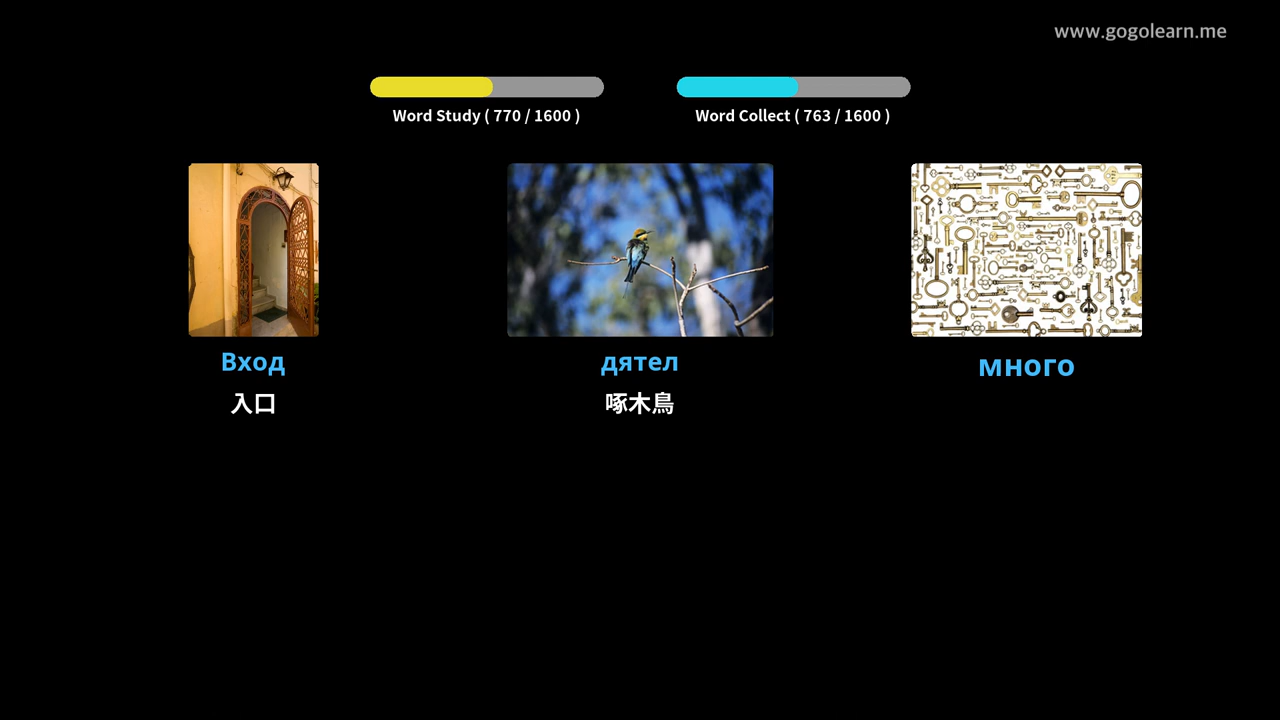 www.gogolearn.me
Word Study ( 770 / 1600 )
Word Collect ( 763 / 1600 )
Вход
дятел
много
入口
啄木鳥